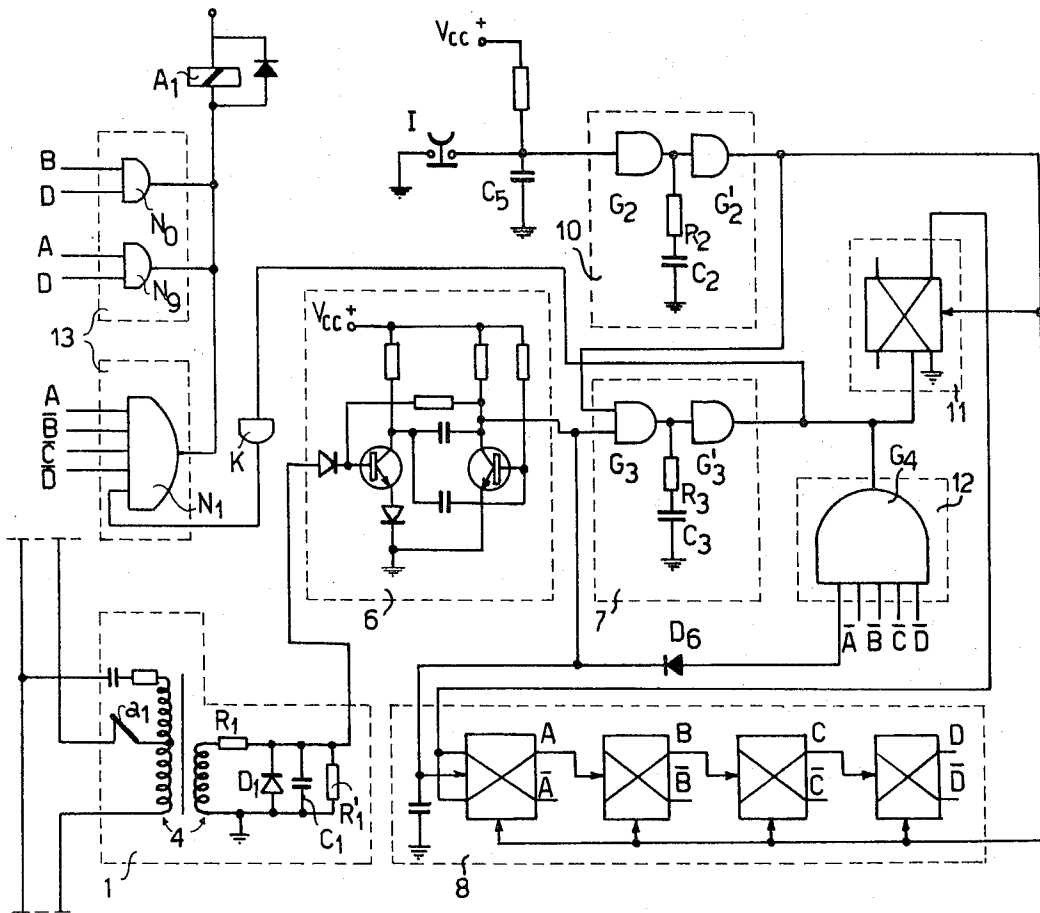 A1
B
D
N0
A
D
N9
13
A
B̅
C̅
D̅
N1
K
Vcc +
I
C5
G2
G'2
R2
C2
10
11
Vcc +
6
G3
G'3
R3
C3
7
G4
12
A̅ B̅ C̅ D̅
D6
a1
4
R1
D1
C1
R'1
1
A
A̅
B
B̅
C
C̅
D
D̅
8